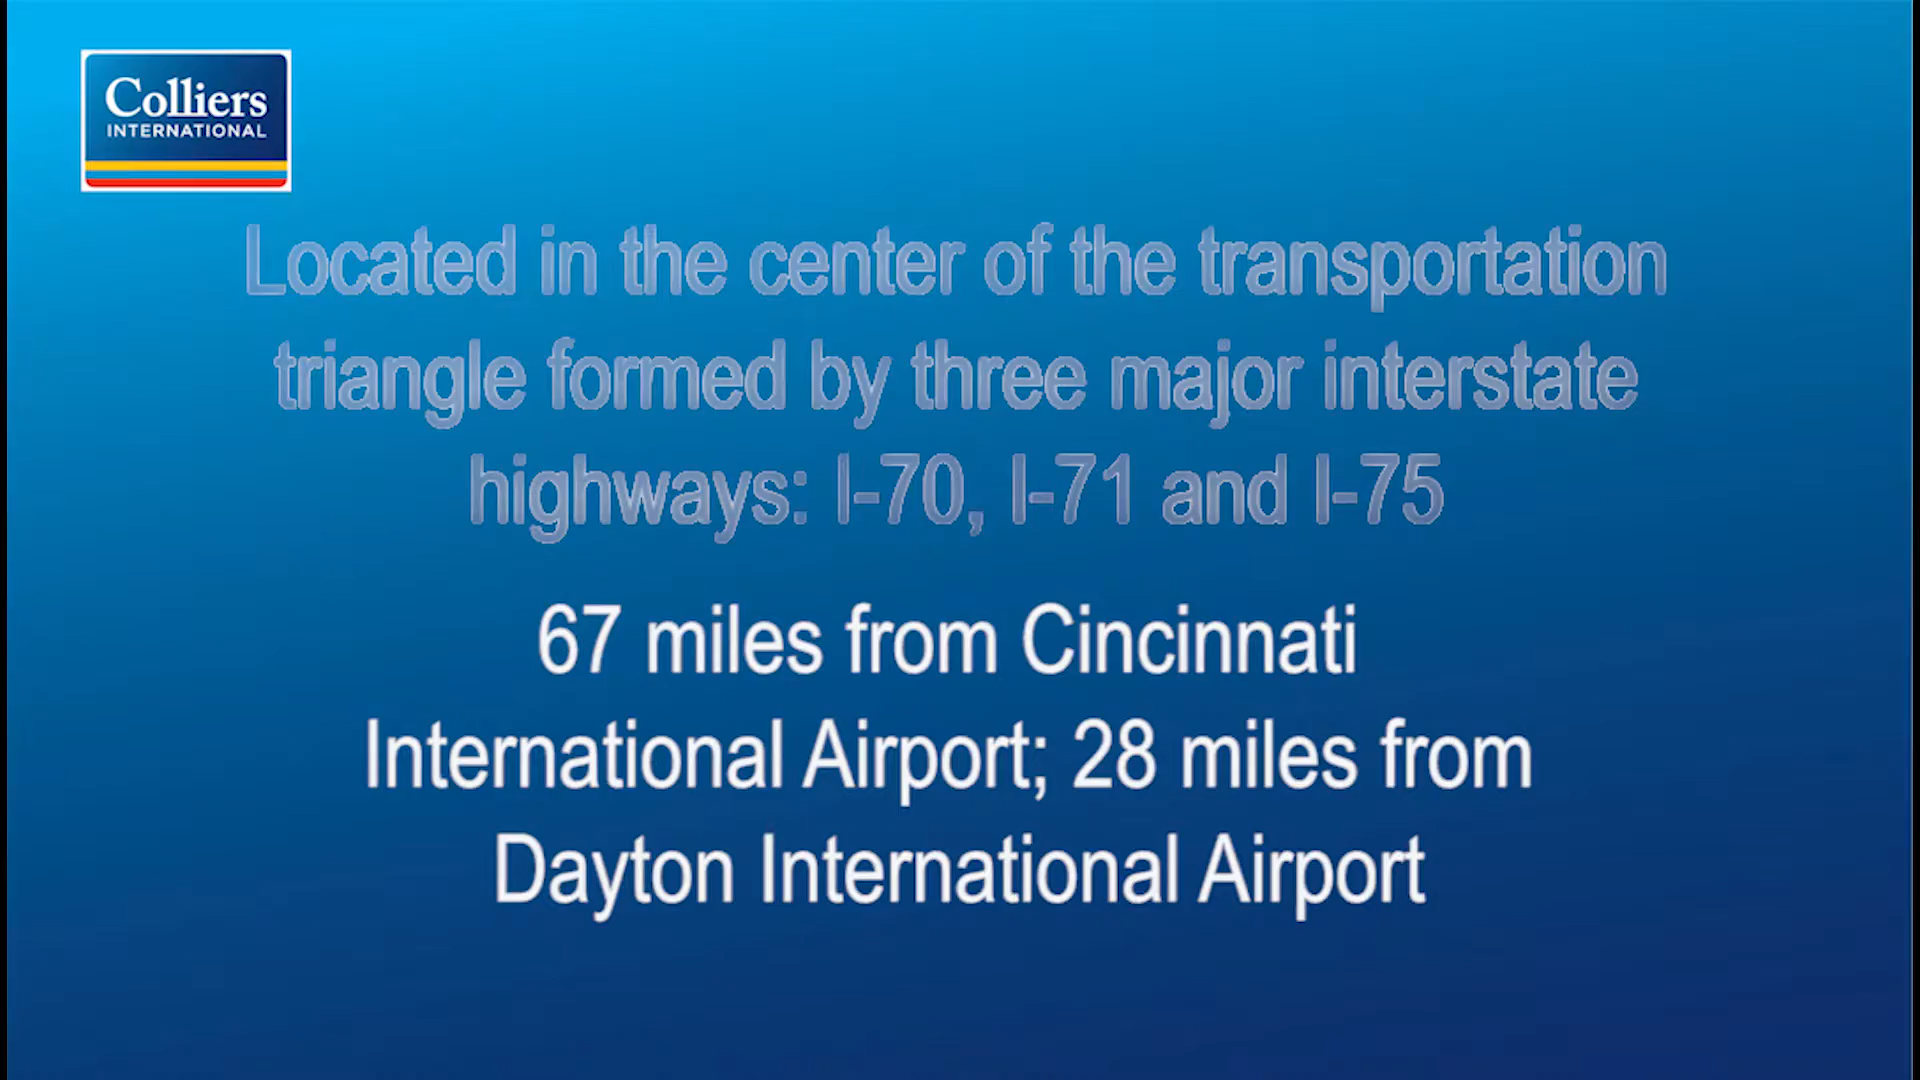 Colliers
INTERNATIONAL
Located in the center of the transportation
triangle formed by three major interstate
highways: I-70, I-71 and I-75
67 miles from Cincinnati
International Airport; 28 miles from
Dayton International Airport